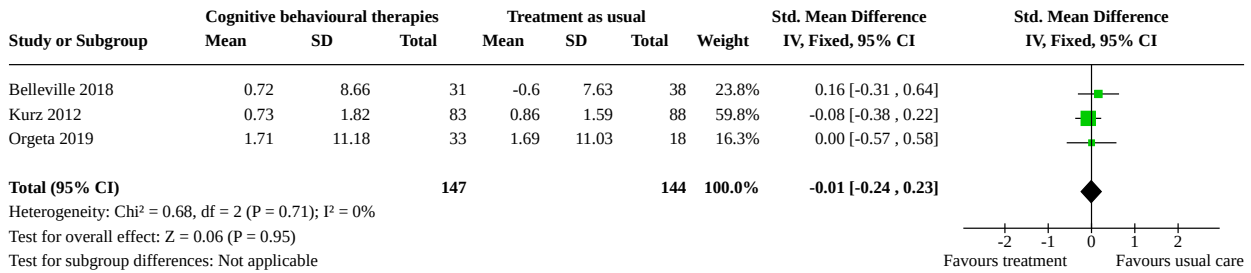 Cognitive behavioural therapies Treatment as usual Std. Mean Difference Std. Mean Difference
Study or Subgroup Mean SD Total Mean SD Total Weight IV, Fixed, 95% CI IV, Fixed, 95% CI
Belleville 2018 0.72 8.66 31 -0.6 7.63 38 23.8% 0.16 [-0.31 , 0.64]
Kurz 2012 0.73 1.82 83 0.86 1.59 88 59.8% -0.08 [-0.38 , 0.22]
Orgeta 2019 1.71 11.18 33 1.69 11.03 18 16.3% 0.00 [-0.57 , 0.58]
Total (95% CI) 147 144 100.0% -0.01 [-0.24 , 0.23]
Heterogeneity: Chi² = 0.68, df = 2 (P = 0.71); I² = 0%
Test for overall effect: Z = 0.06 (P = 0.95) -2 -1 0 1 2
Test for subgroup differences: Not applicable Favours treatment Favours usual care